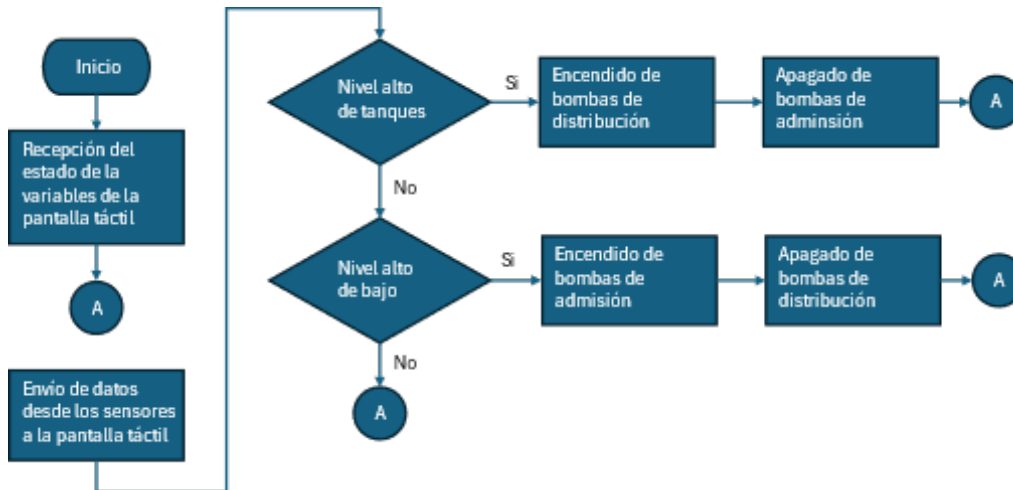 Inicio
Recepción del
estado de la
variables de la
pantalla táctil
A
Envío de datos
desde los sensores
a la pantalla táctil
Nivel alto
de tanques
Si
Encendido de
bombas de
distribución
Apagado de
bombas de
adminsión
A
No
Nivel alto
de bajo
Si
Encendido de
bombas de
admisión
Apagado de
bombas de
distribución
A
No
A